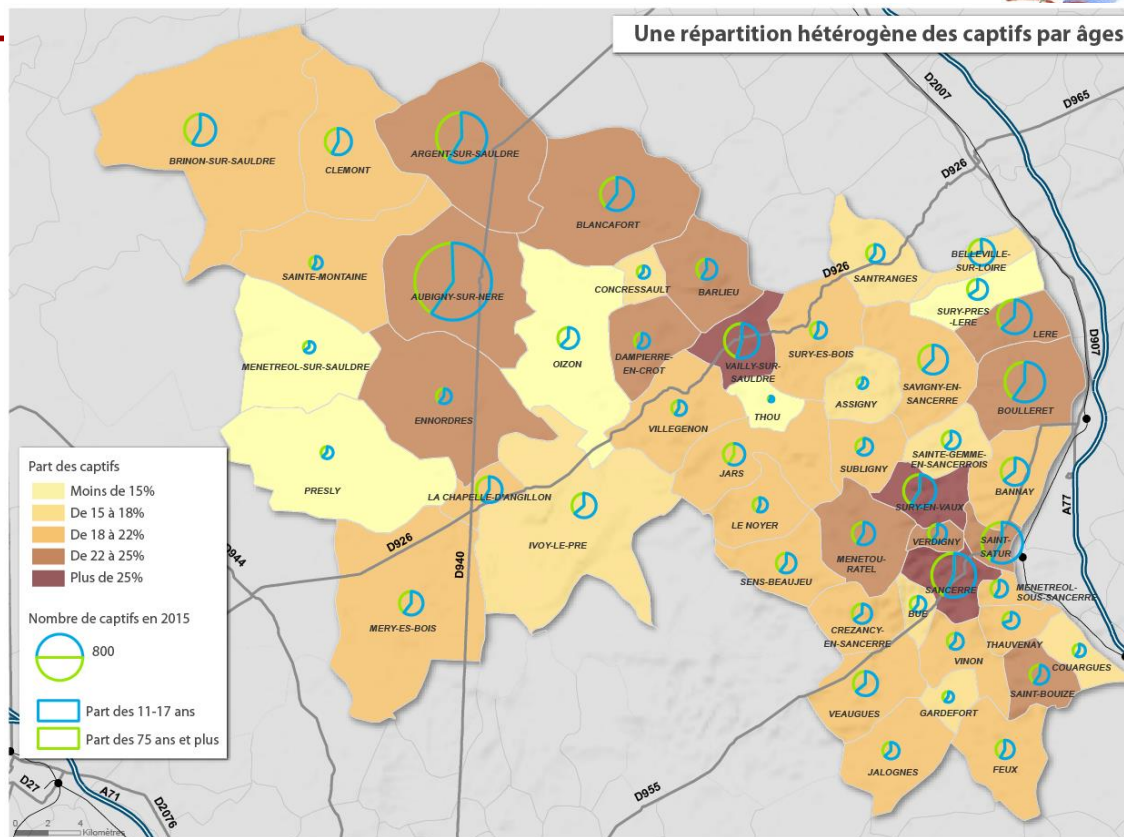 Une répartition hétérogène des captifs par âges
D2007
D965
D926
BRINON-SUR-SAULDRE
CLEMONT
ARGENT-SUR-SAULDRE
BLANCAFORT
SAINTE-MONTAINE
AUBIGNY-SUR-NERE
CONCRESSAULT
BARLIEU
D926
SANTRANGES
BELLEVILLE-
SUR-LOIRE
SURY-PRES
-LERE
LERE
D907
MENETREOL-SUR-SAULDRE
OIZON
DAMPIERRE-
EN-CROT
VAILLY-SUR-
SAULDRE
SURY-ES-BOIS
ASSIGNY
SAVIGNY-EN-
SANCERRE
BOULLERET
ENNORDRES
THOU
VILLEGENON
PRESLY
LA CHAPELLE-D'ANGILLON
JARS
SUBLIGNY
SAINTE-GEMME-
EN-SANCERROIS
BANNAY
A77
IVOY-LE-PRE
LE NOYER
SURY-EN-VAUX
D926
D940
D944
MENETOU-
RATEL
VERDIGNY
SAINT-
SATUR
SENS-BEAUJEU
SANCERRE
MENETREOL-
SOUS-SANCERRE
MERY-ES-BOIS
BUE
CREZANCY-
EN-SANCERRE
THAUVENAY
VINON
COUARGUES
SAINT-BOUIZE
VEAUGUES
GARDEFORT
JALOGNES
FEUX
D955
Part des captifs
Moins de 15%
De 15 à 18%
De 18 à 22%
De 22 à 25%
Plus de 25%
Nombre de captifs en 2015
800
Part des 11-17 ans
Part des 75 ans et plus
D27
A71
D2076
0 2 4
Kilomètres